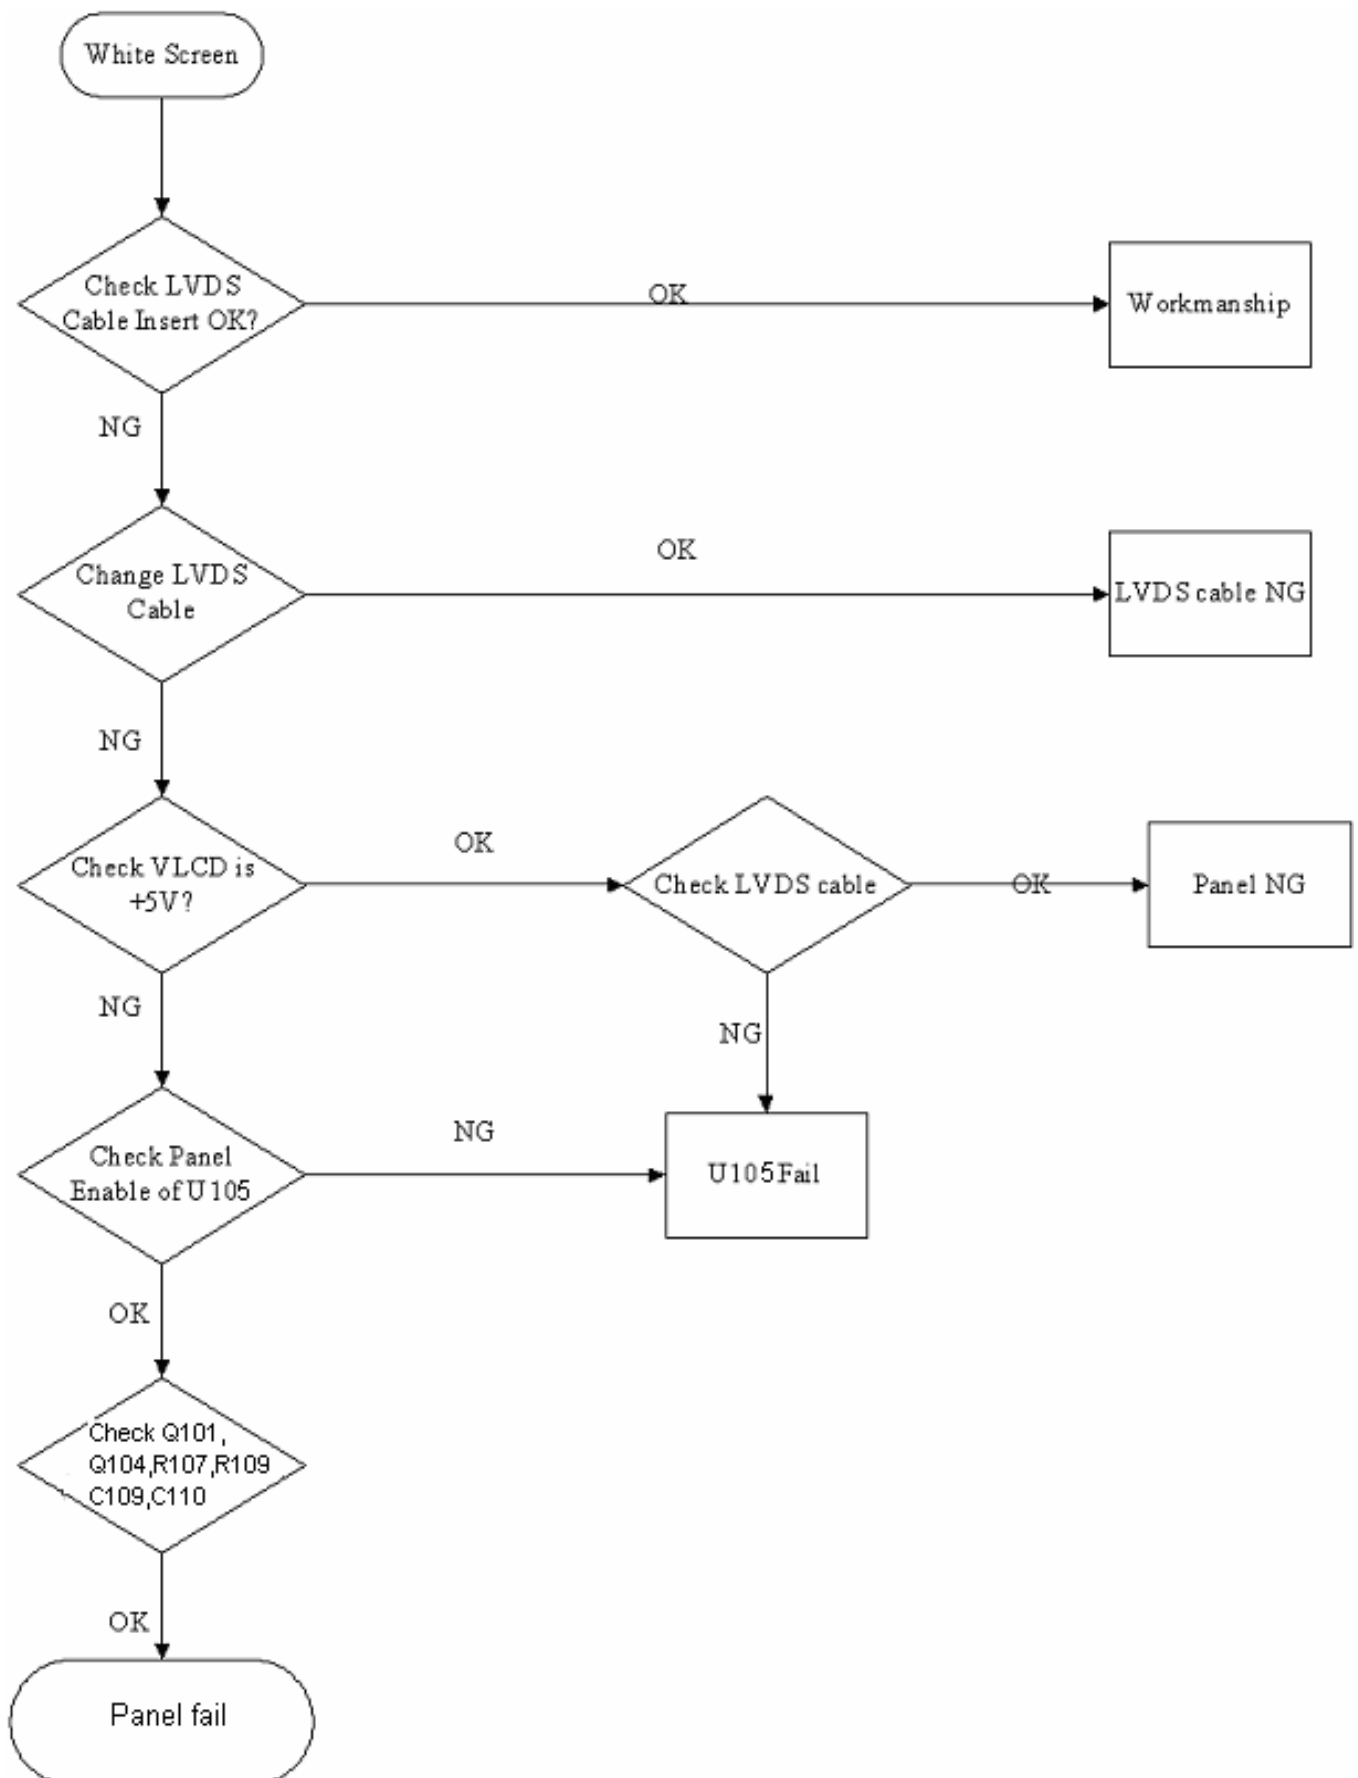 White Screen
Check LVDS
Cable Insert OK?
OK
Workmanship
NG
Change LVDS
Cable
OK
LVDS cable NG
NG
Check VLCD is
+5V?
OK
Check LVDS cable
OK
Panel NG
NG
NG
Check Panel
Enable of U105
NG
U105Fail
OK
Check Q101,
Q104,R107,R109
C109,C110
OK
Panel fail